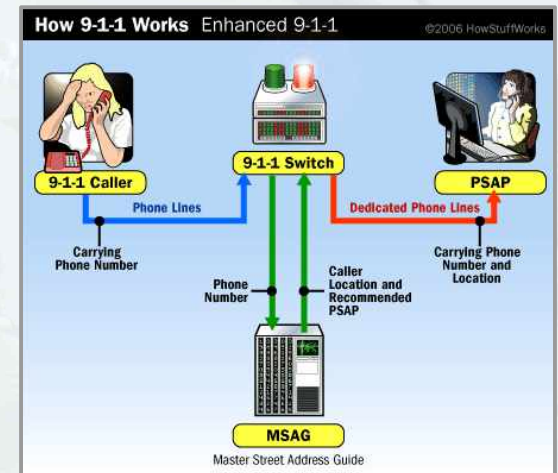 How 9-1-1 Works Enhanced 9-1-1
©2006 HowStuffWorks
9-1-1 Caller
9-1-1 Switch
PSAP
Phone Lines
Dedicated Phone Lines
Carrying
Phone Number
Phone
Number
Caller
Location and
Recommended
PSAP
Carrying Phone
Number and
Location
MSAG
Master Street Address Guide